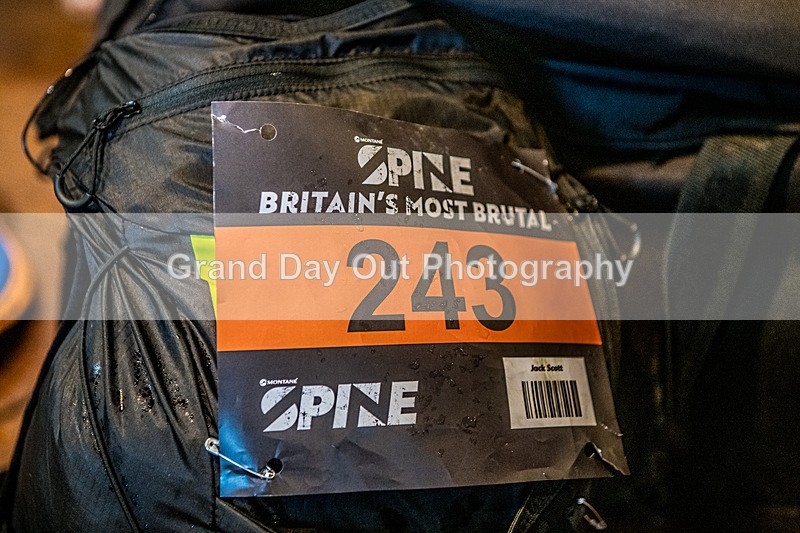 MONTANE
SPINE
BRITAIN'S MOST BRUTAL
Grand Day Out Photography
243
MONTANE
SPINE
Jack Scott